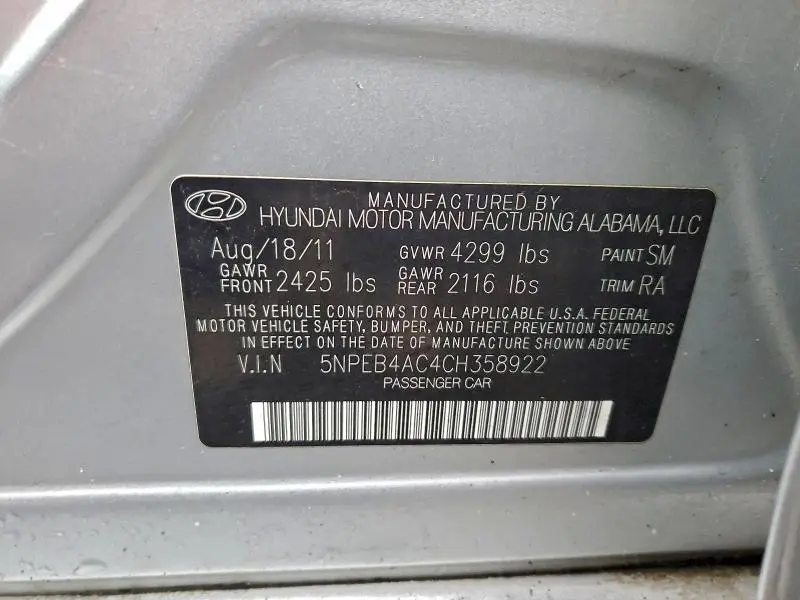 MANUFACTURED BY
HYUNDAI MOTOR MANUFACTURING ALABAMA, LLC
Aug/18/11 GVWR 4299 lbs PAINT SM
GAWR FRONT 2425 lbs GAWR REAR 2116 lbs TRIM RA
THIS VEHICLE CONFORMS TO ALL APPLICABLE U.S.A. FEDERAL
MOTOR VEHICLE SAFETY, BUMPER, AND THEFT PREVENTION STANDARDS
IN EFFECT ON THE DATE OF MANUFACTURE SHOWN ABOVE
V.I.N 5NPEB4AC4CH358922
PASSENGER CAR